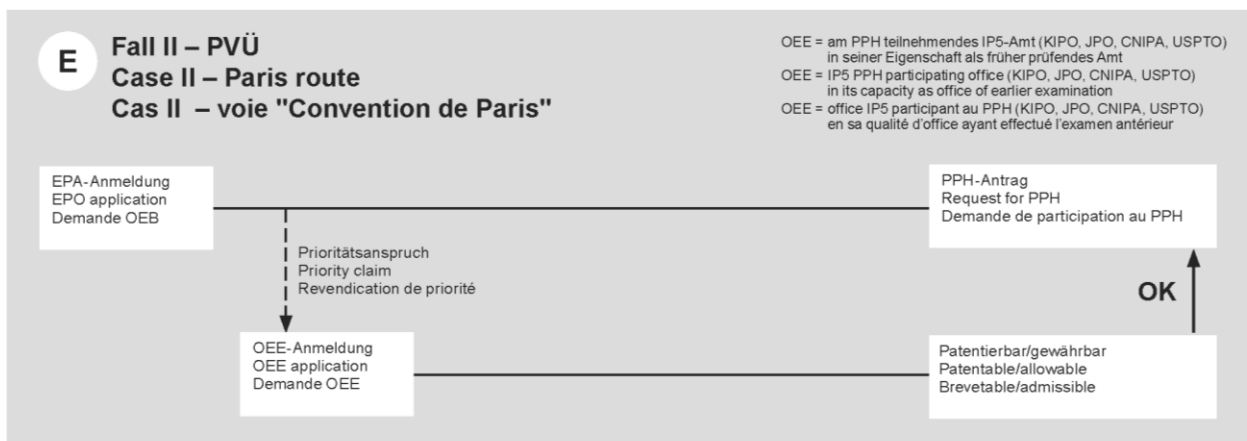 E
Fall II – PVÜ
Case II – Paris route
Cas II – voie "Convention de Paris"
OEE = am PPH teilnehmendes IP5-Amt (KIPO, JPO, CNIPA, USPTO)
in seiner Eigenschaft als früher prüfendes Amt
OEE = IP5 PPH participating office (KIPO, JPO, CNIPA, USPTO)
in its capacity as office of earlier examination
OEE = office IP5 participant au PPH (KIPO, JPO, CNIPA, USPTO)
en sa qualité d'office ayant effectué l'examen antérieur
EPA-Anmeldung
EPO application
Demande OEB
PPH-Antrag
Request for PPH
Demande de participation au PPH
Prioritätsanspruch
Priority claim
Revendication de priorité
OK
OEE-Anmeldung
OEE application
Demande OEE
Patentierbar/gewährbar
Patentable/allowable
Brevetable/admissible